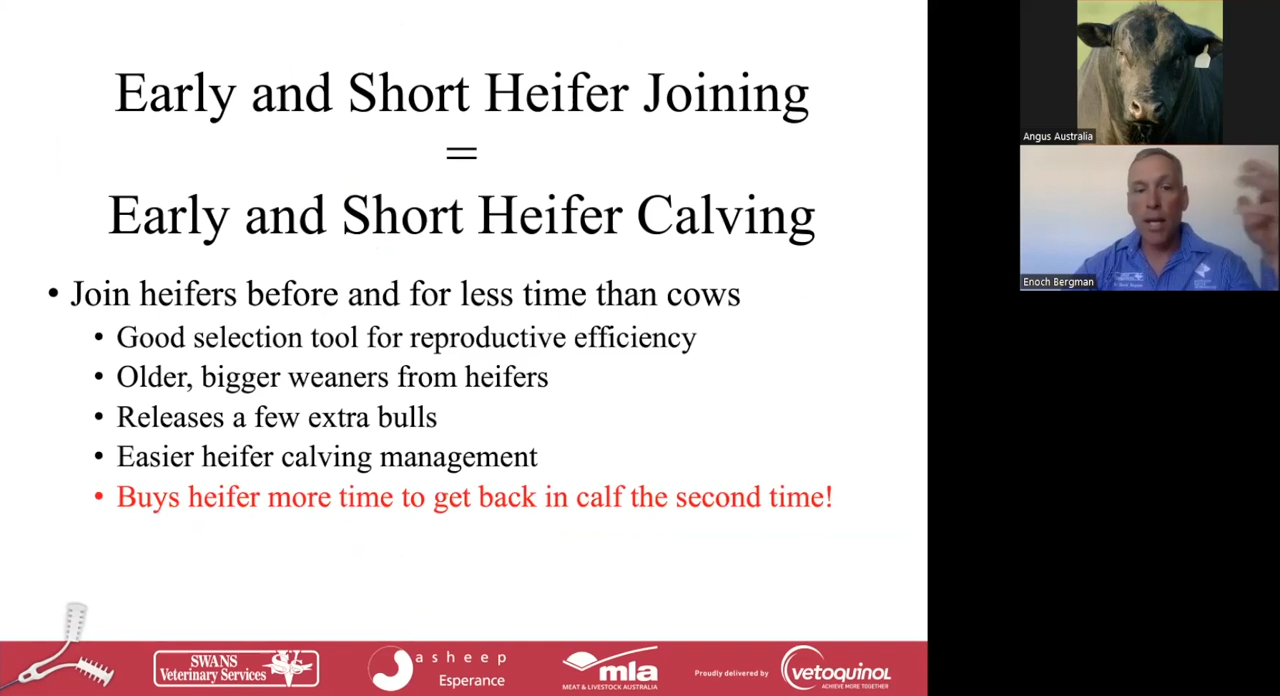 Early and Short Heifer Joining
=
Early and Short Heifer Calving
• Join heifers before and for less time than cows
• Good selection tool for reproductive efficiency
• Older, bigger weaners from heifers
• Releases a few extra bulls
• Easier heifer calving management
• Buys heifer more time to get back in calf the second time!
SWANS
Veterinary Services
asheep
Esperance
mla
MEAT & LIVESTOCK AUSTRALIA
Proudly delivered by
vetoquinol
ACHIEVE MORE TOGETHER
Angus Australia
Enoch Bergman